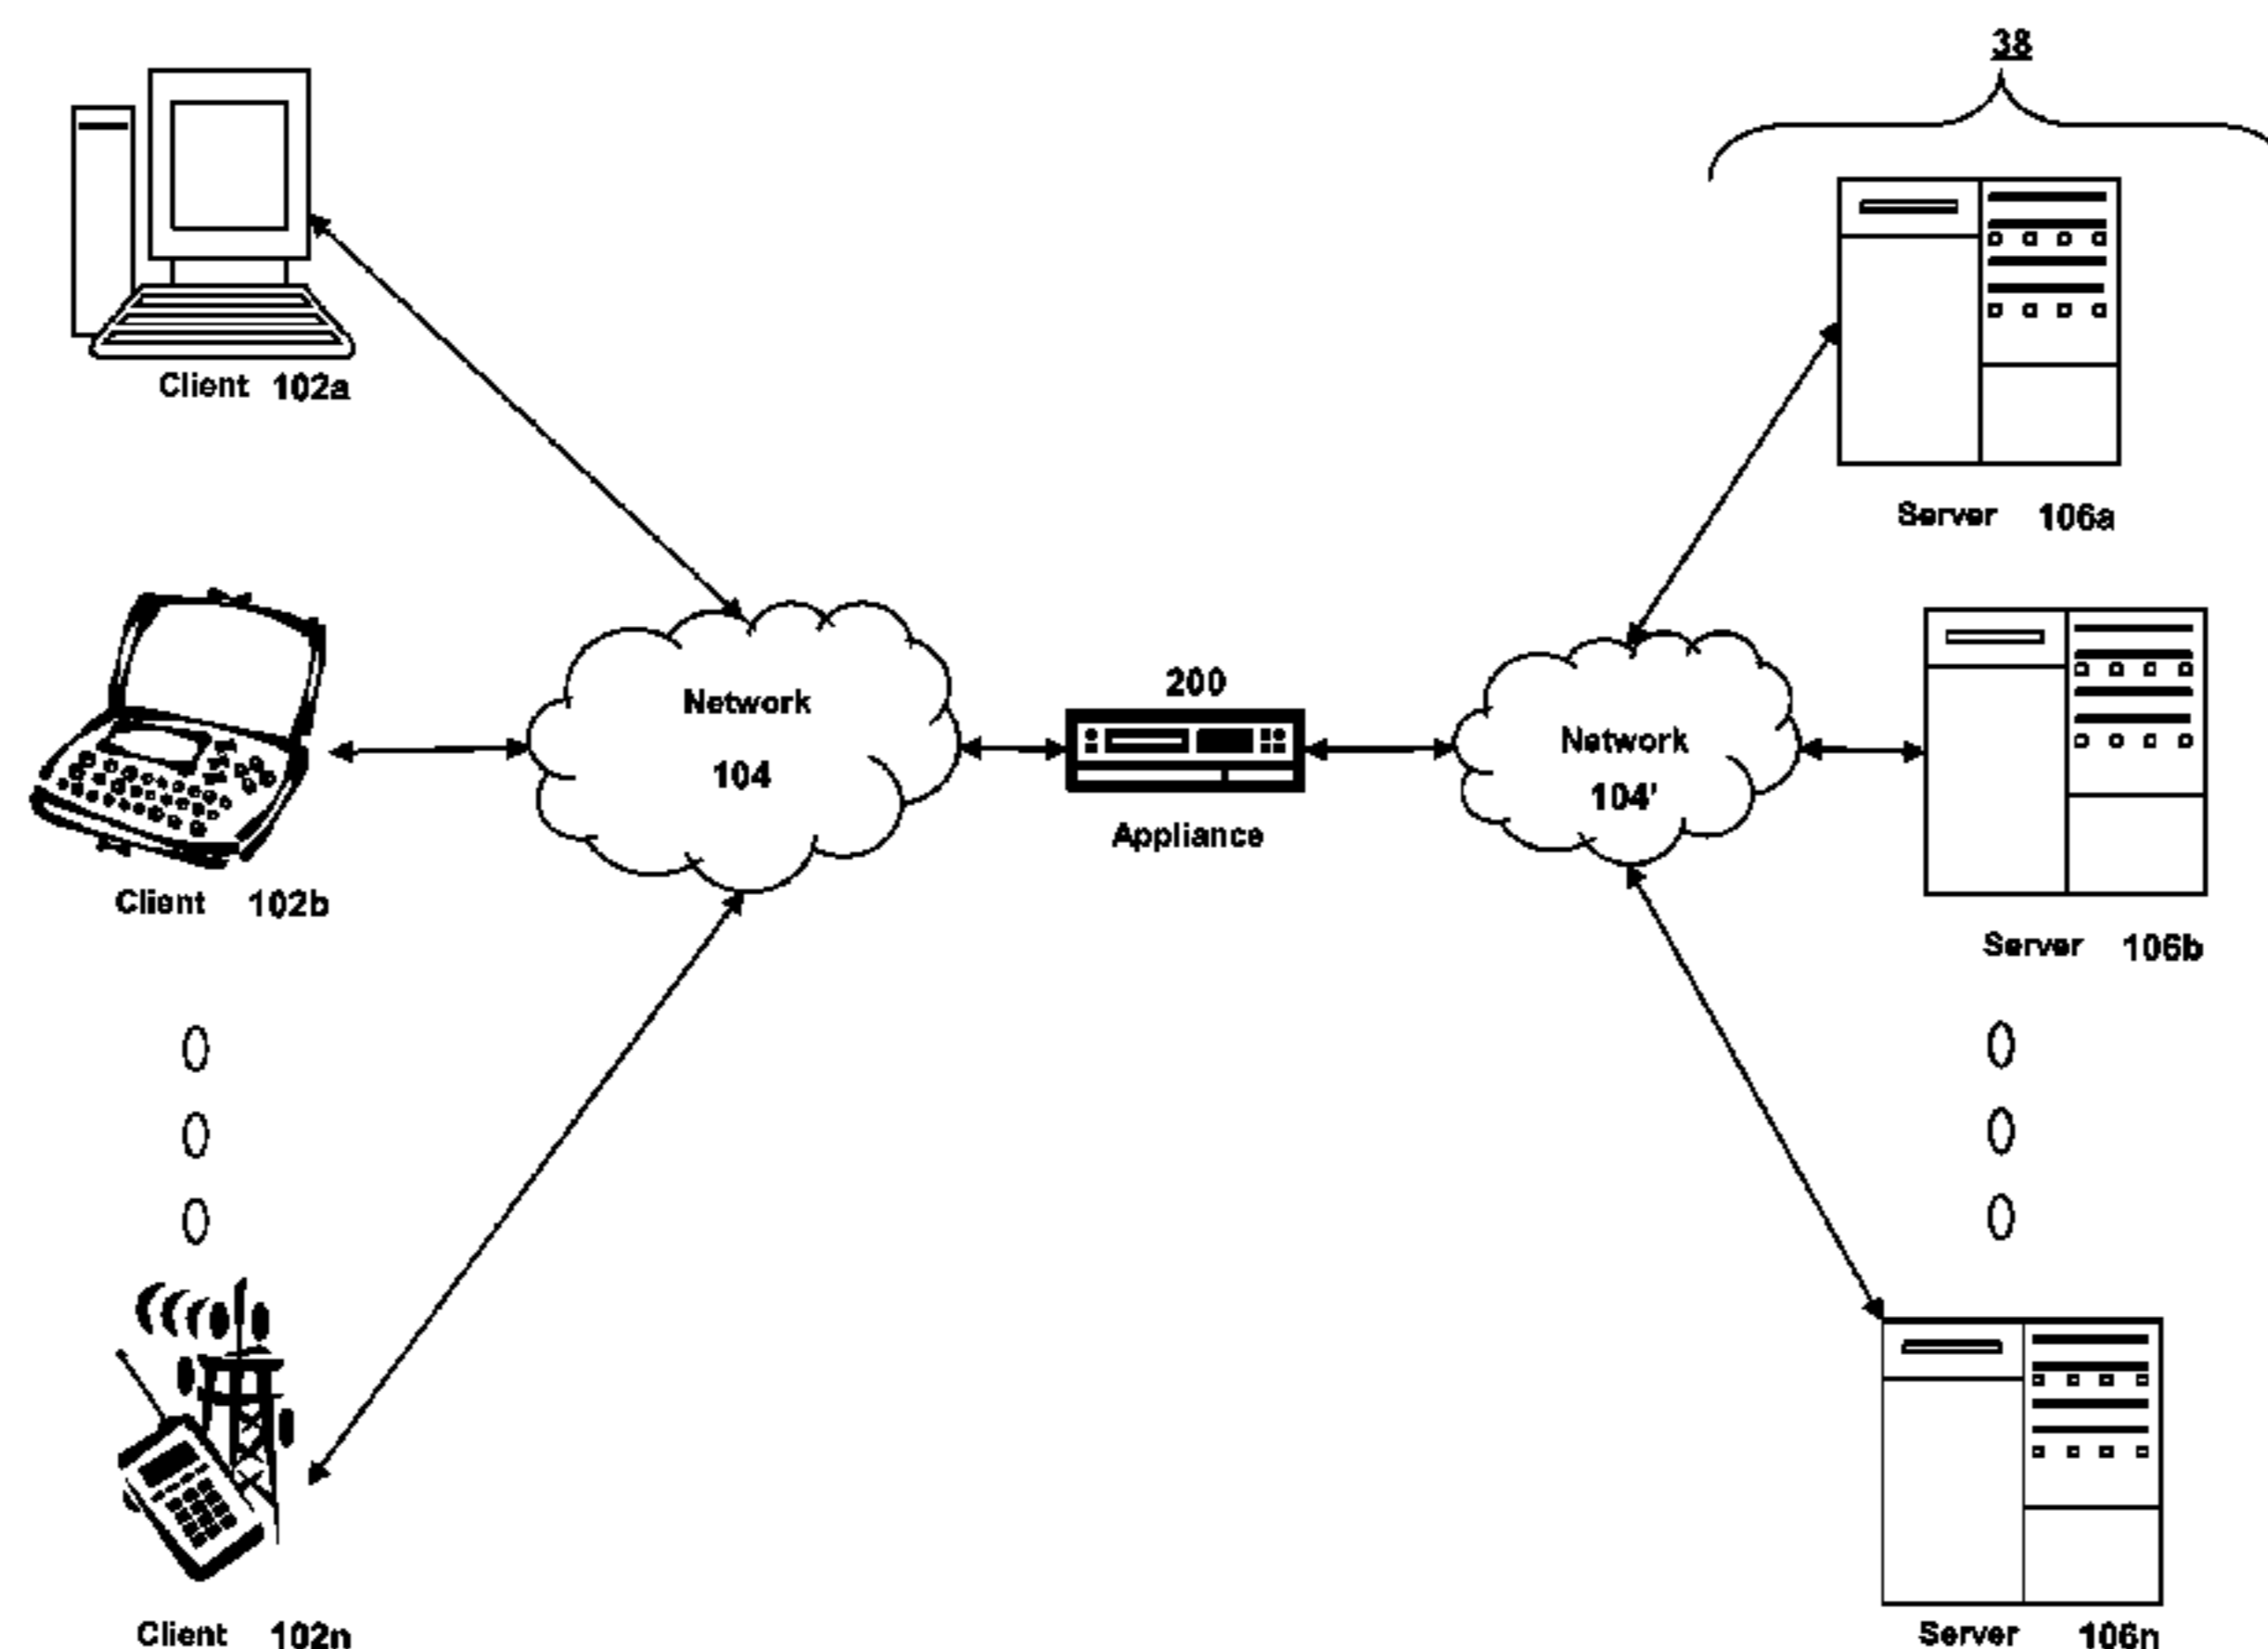 38
Client 102a
Server 106a
Network
104
200
Appliance
Network
104'
Client 102b
Server 106b
Client 102n
Server 106n